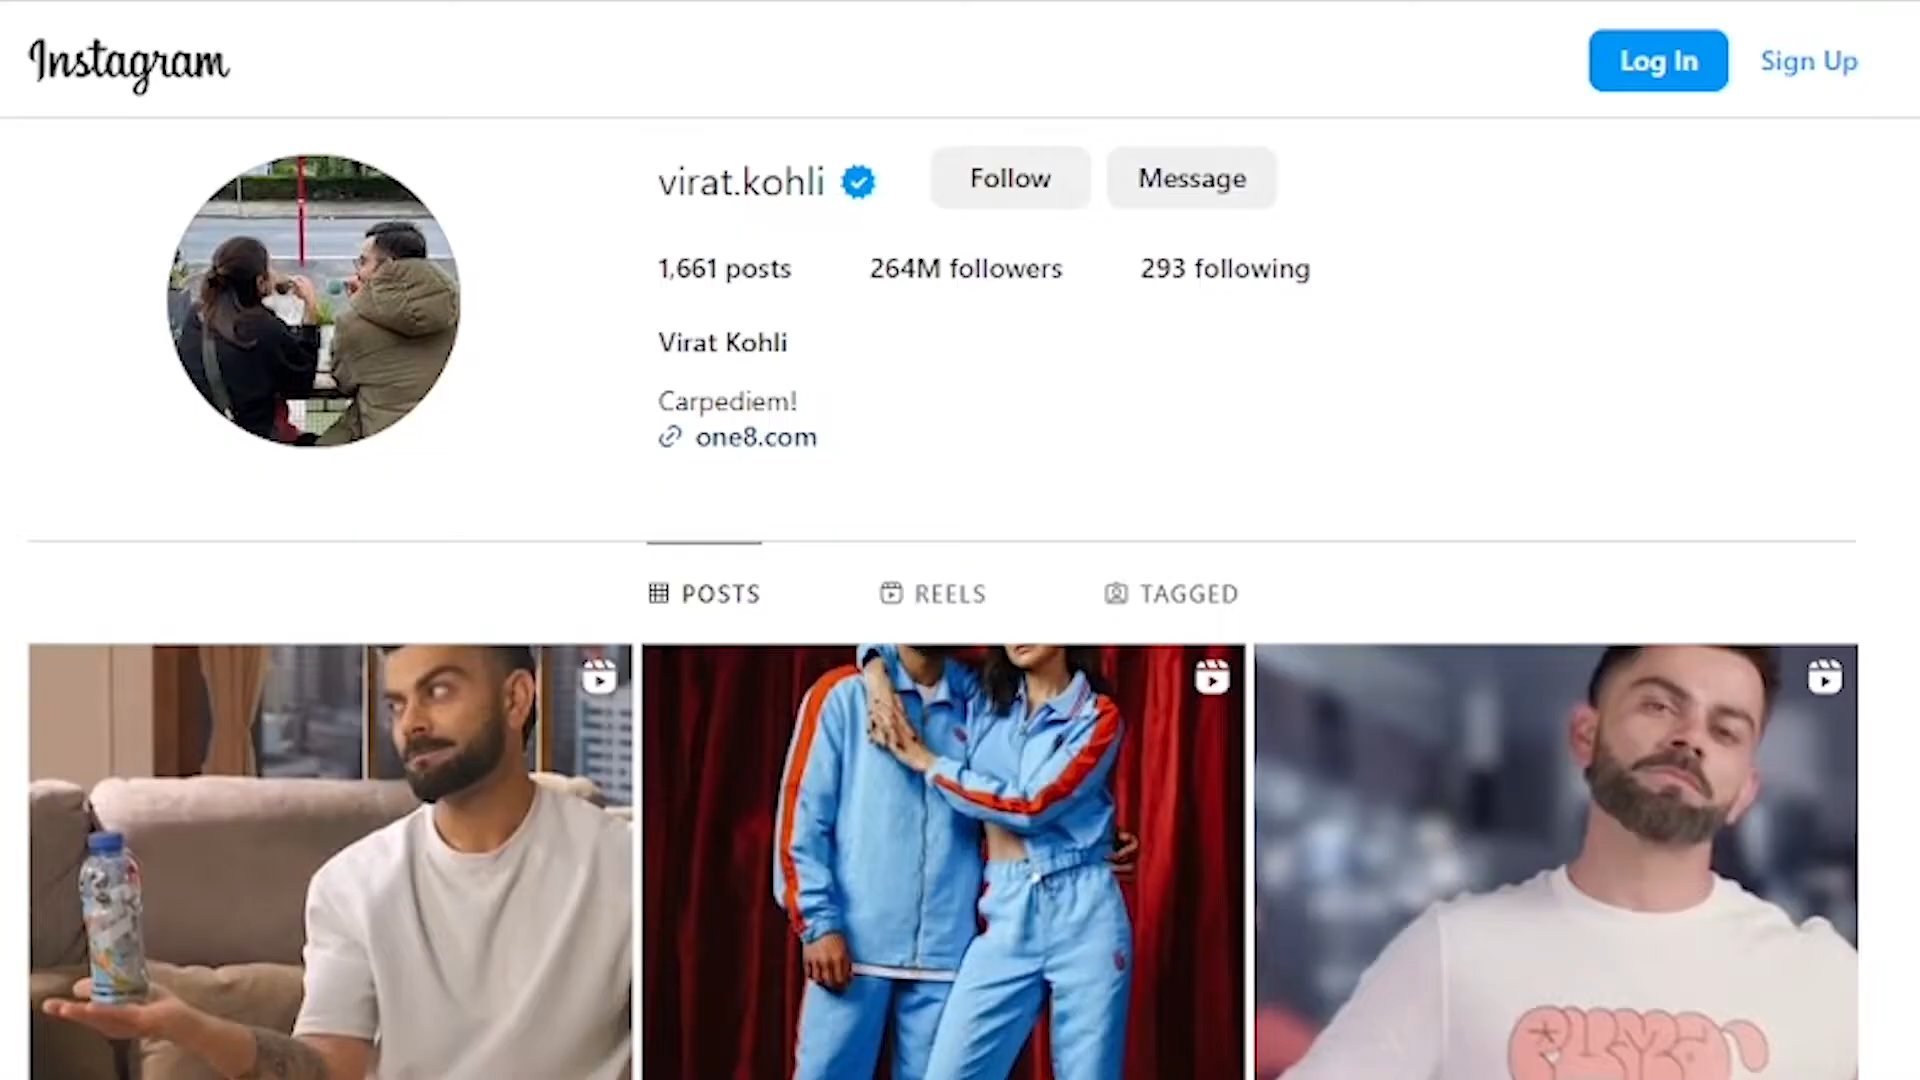 Instagram
Log In
Sign Up
virat.kohli
Follow
Message
1,661 posts
264M followers
293 following
Virat Kohli
Carpediem!
one8.com
POSTS
REELS
TAGGED
PUMA